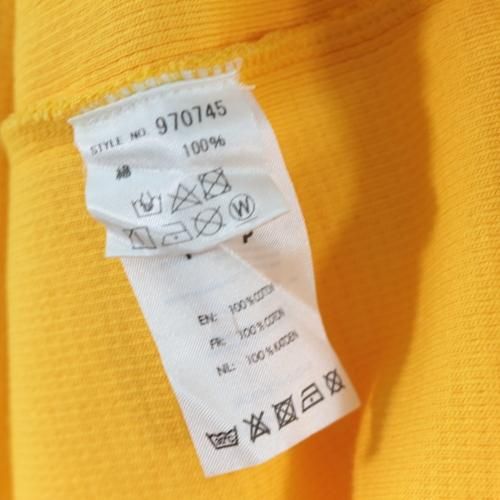 STYLE NO. 970745
綿 100%
W
EN: 100% COTTON
FR: 100% COTON
NL: 100% KATOEN